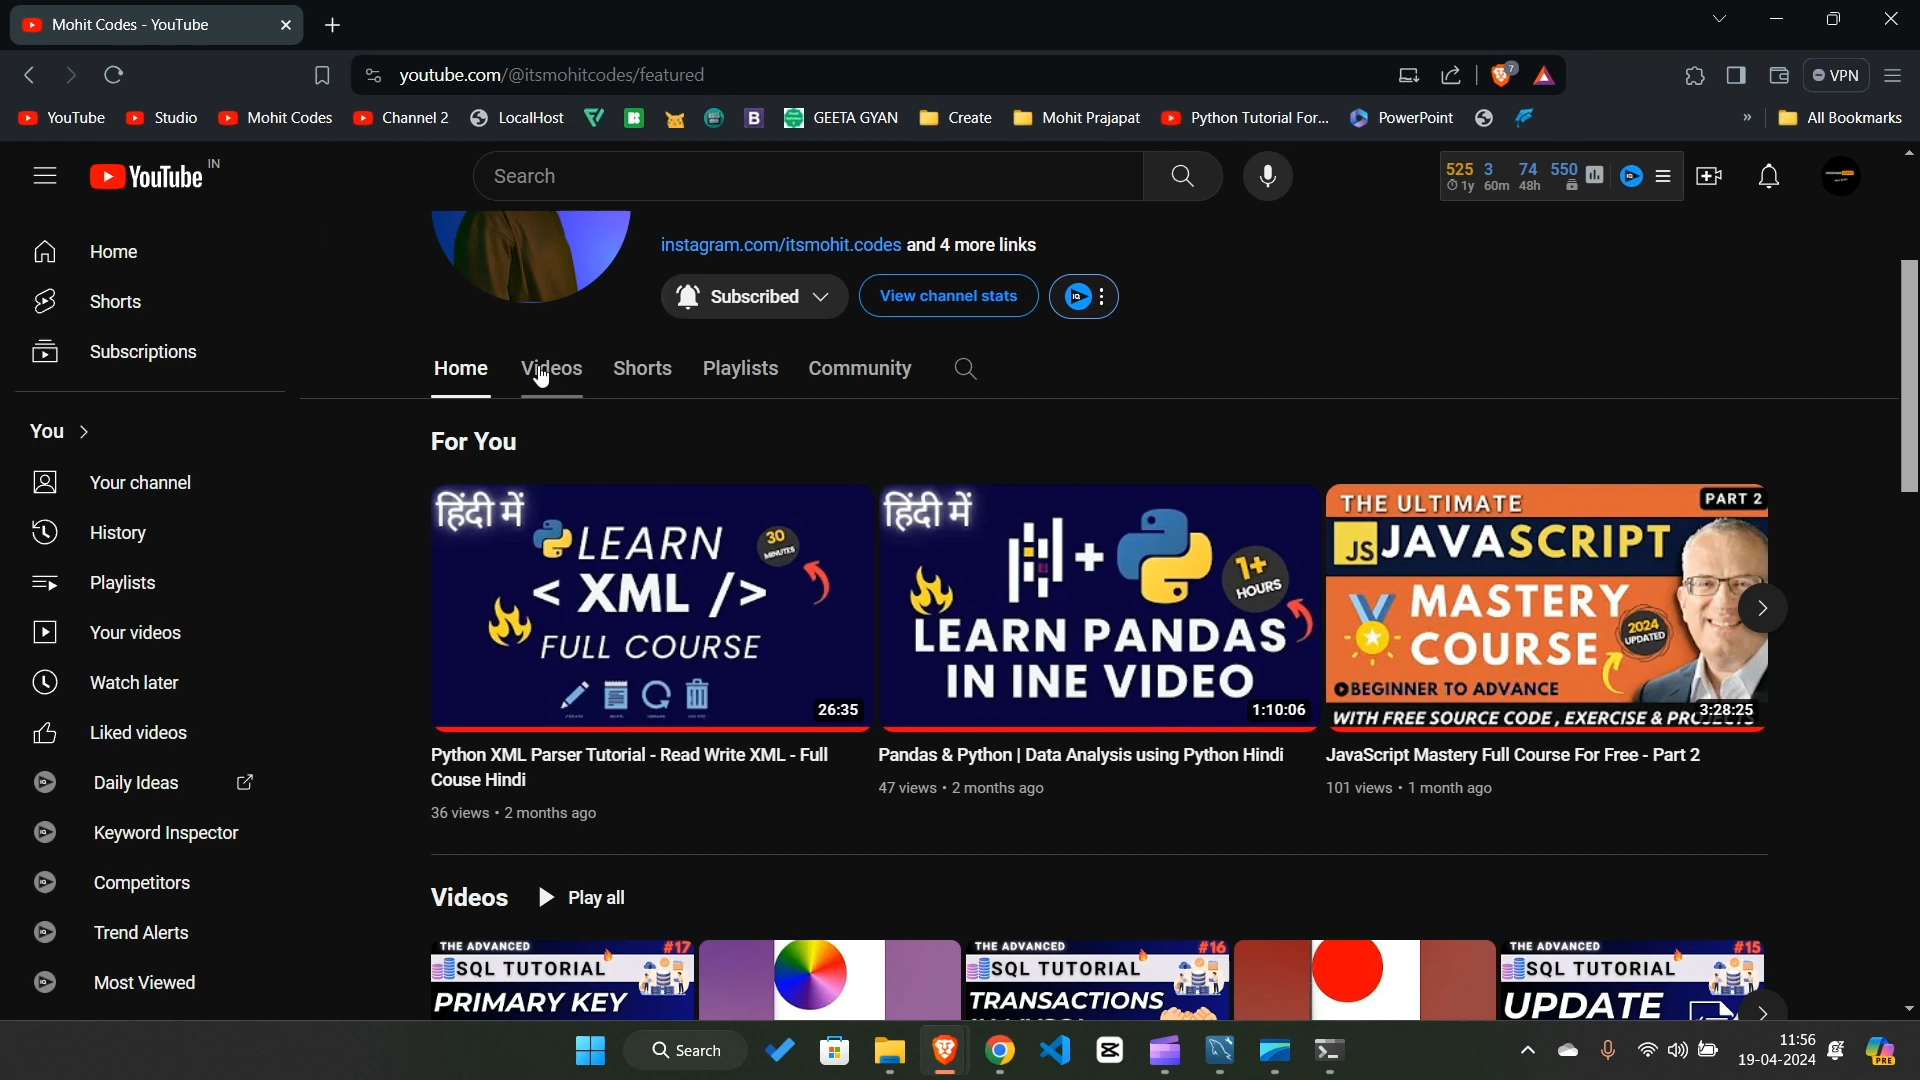 Mohit Codes - YouTube
youtube.com/@itsmohitcodes/featured
7
VPN
YouTube
Studio
Mohit Codes
Channel 2
LocalHost
B
GEETA GYAN
Create
Mohit Prajapat
Python Tutorial For...
PowerPoint
»
All Bookmarks
YouTube IN
Search
525 3 74 550
1y 60m 48h
Home
Shorts
Subscriptions
You
Your channel
History
Playlists
Your videos
Watch later
Liked videos
Daily Ideas
Keyword Inspector
Competitors
Trend Alerts
Most Viewed
instagram.com/itsmohit.codes and 4 more links
Subscribed
View channel stats
Home
Videos
Shorts
Playlists
Community
For You
हिंदी में
LEARN
30
MINUTES
< XML />
FULL COURSE
26:35
Python XML Parser Tutorial - Read Write XML - Full
Couse Hindi
36 views • 2 months ago
हिंदी में
+
1+
HOURS
LEARN PANDAS
IN INE VIDEO
1:10:06
Pandas & Python | Data Analysis using Python Hindi
47 views • 2 months ago
THE ULTIMATE
PART 2
JS JAVASCRIPT
MASTERY
COURSE
2024
UPDATED
BEGINNER TO ADVANCE
3:28:25
WITH FREE SOURCE CODE , EXERCISE & PROJECTS
JavaScript Mastery Full Course For Free - Part 2
101 views • 1 month ago
Videos
Play all
THE ADVANCED #17
SQL TUTORIAL
PRIMARY KEY
THE ADVANCED #16
SQL TUTORIAL
TRANSACTIONS
THE ADVANCED #15
SQL TUTORIAL
UPDATE
Search
11:56
19-04-2024
PRE